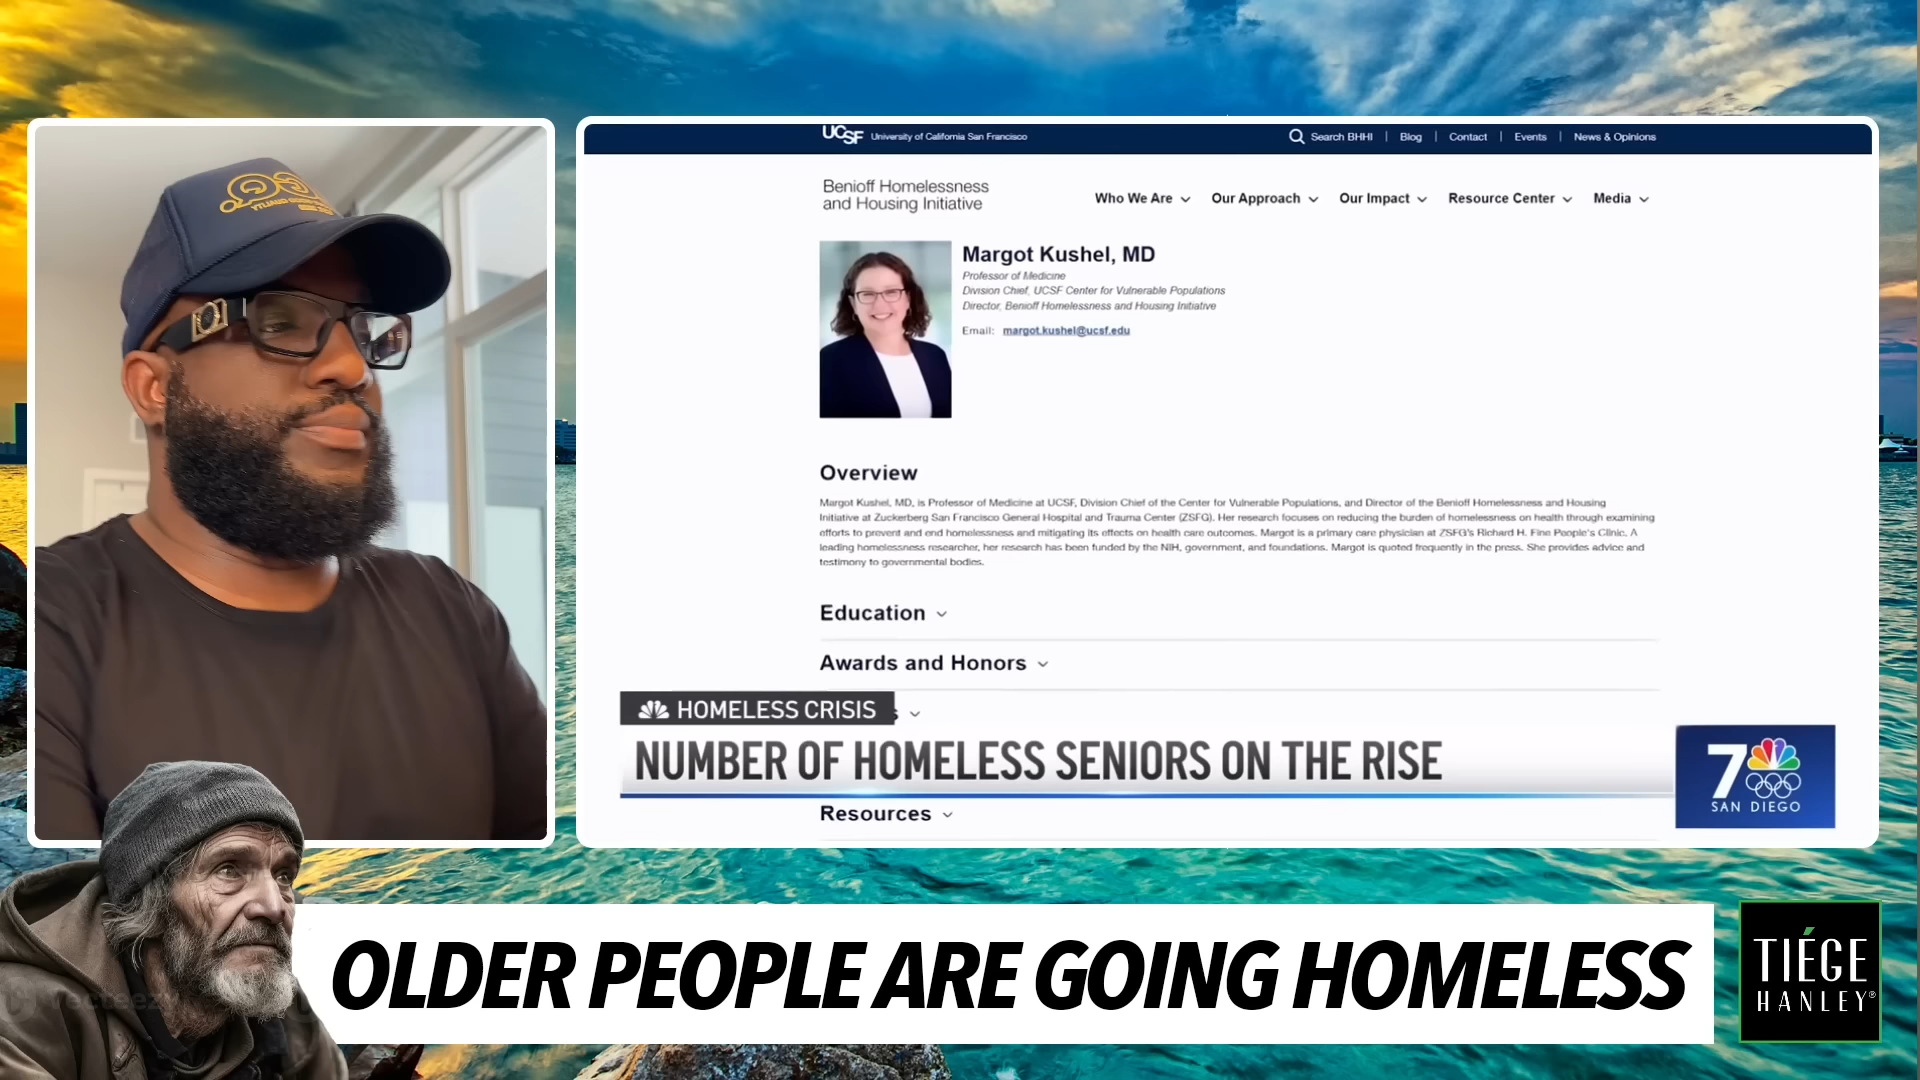 UCSF University of California San Francisco
Search BHHI | Blog | Contact | Events | News & Opinions
Benioff Homelessness
and Housing Initiative
Who We Are Our Approach Our Impact Resource Center Media
Margot Kushel, MD
Professor of Medicine
Division Chief, UCSF Center for Vulnerable Populations
Director, Benioff Homelessness and Housing Initiative
Email: margot.kushel@ucsf.edu
Overview
Margot Kushel, MD, is Professor of Medicine at UCSF, Division Chief of the Center for Vulnerable Populations, and Director of the Benioff Homelessness and Housing
Initiative at Zuckerberg San Francisco General Hospital and Trauma Center (ZSFG). Her research focuses on reducing the burden of homelessness on health through examining
efforts to prevent and end homelessness and mitigating its effects on health care outcomes. Margot is a primary care physician at ZSFG's Richard H. Fine People's Clinic. A
leading homelessness researcher, her research has been funded by the NIH, government, and foundations. Margot is quoted frequently in the press. She provides advice and
testimony to governmental bodies.
Education
Awards and Honors
HOMELESS CRISIS
NUMBER OF HOMELESS SENIORS ON THE RISE
7
SAN DIEGO
Resources
OLDER PEOPLE ARE GOING HOMELESS
TIÉGE
HANLEY®